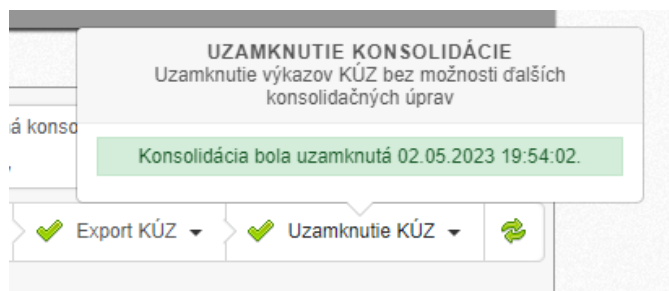 UZAMKNUTIE KONSOLIDÁCIE
Uzamknutie výkazov KÚZ bez možnosti ďalších
konsolidačných úprav
á konso
Konsolidácia bola uzamknutá 02.05.2023 19:54:02.
Export KÚZ
Uzamknutie KÚZ